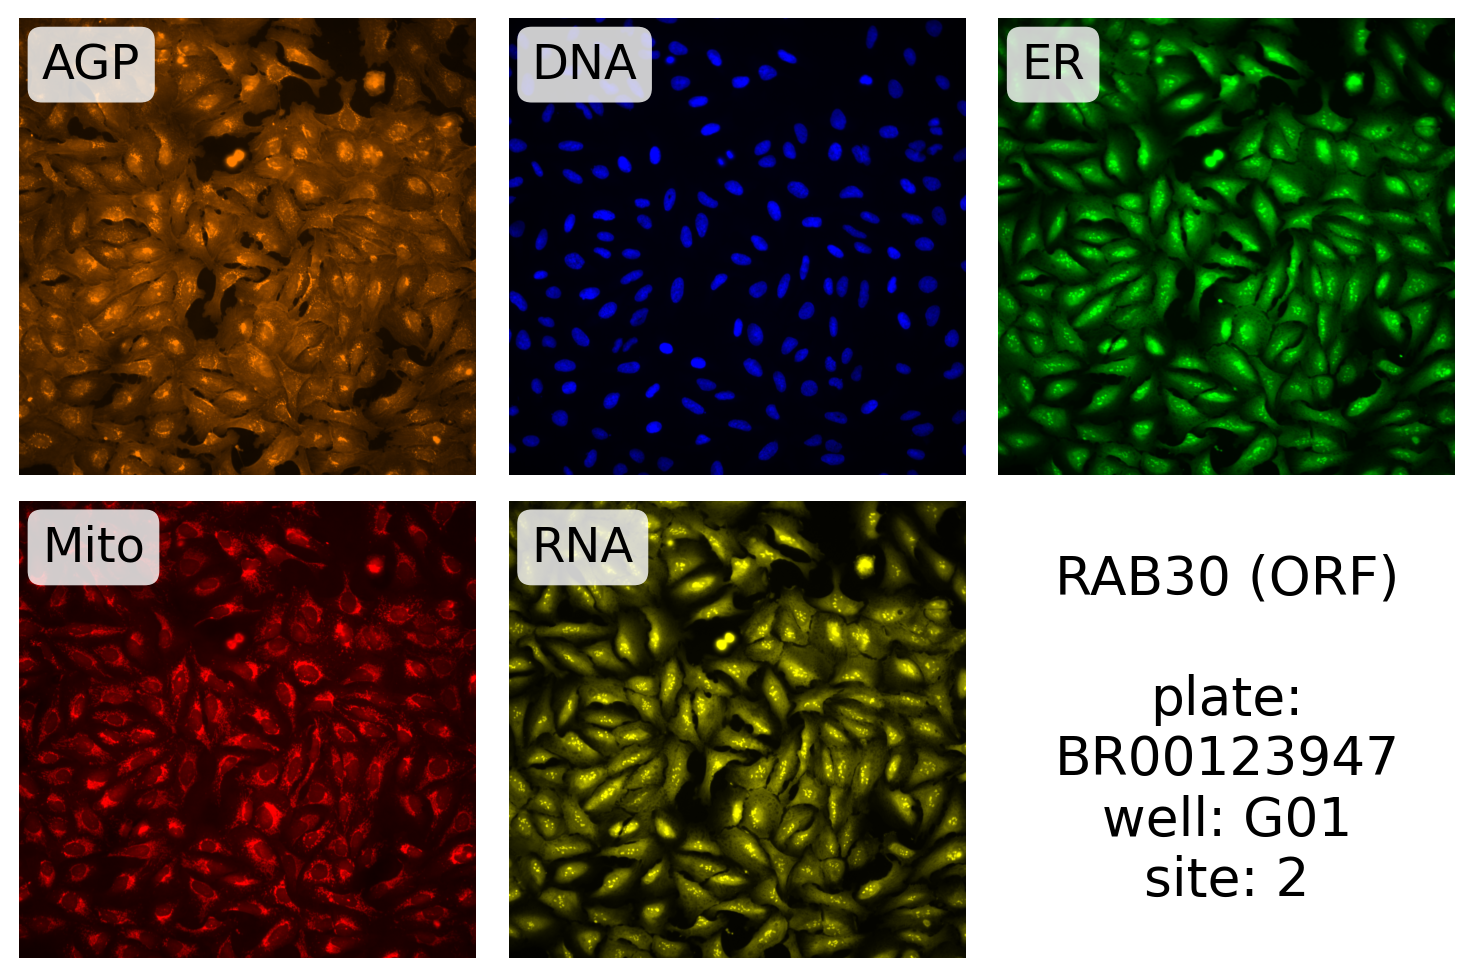 AGP
DNA
ER
Mito
RNA
RAB30 (ORF)
plate:
BR00123947
well: G01
site: 2